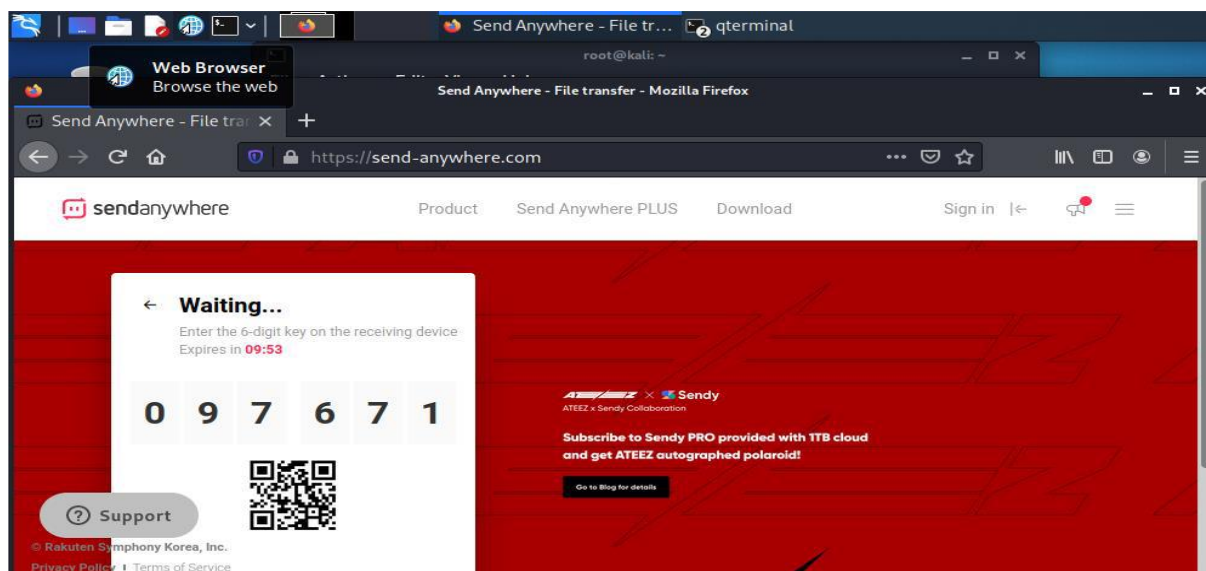 Send Anywhere - File tr... 2 qterminal
root@kali: ~
Web Browser
Browse the web
Send Anywhere - File transfer - Mozilla Firefox
Send Anywhere - File tra
https://send-anywhere.com
sendanywhere Product Send Anywhere PLUS Download Sign in
Waiting...
Enter the 6-digit key on the receiving device
Expires in 09:53
0 9 7 6 7 1
ATEEZ × Sendy
ATEEZ x Sendy Collaboration
Subscribe to Sendy PRO provided with 1TB cloud
and get ATEEZ autographed polaroid!
Go to Blog for details
Support
© Rakuten Symphony Korea, Inc.
Privacy Policy | Terms of Service